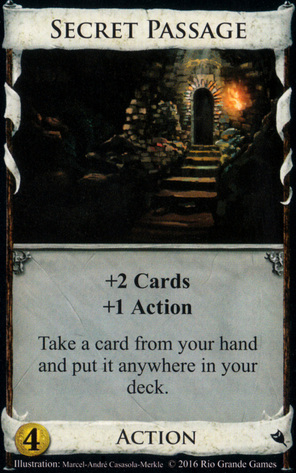 SECRET PASSAGE
+2 Cards
+1 Action
Take a card from your hand
and put it anywhere in your
deck.
4
ACTION
Illustration: Marcel-André Casasola-Merkle © 2016 Rio Grande Games